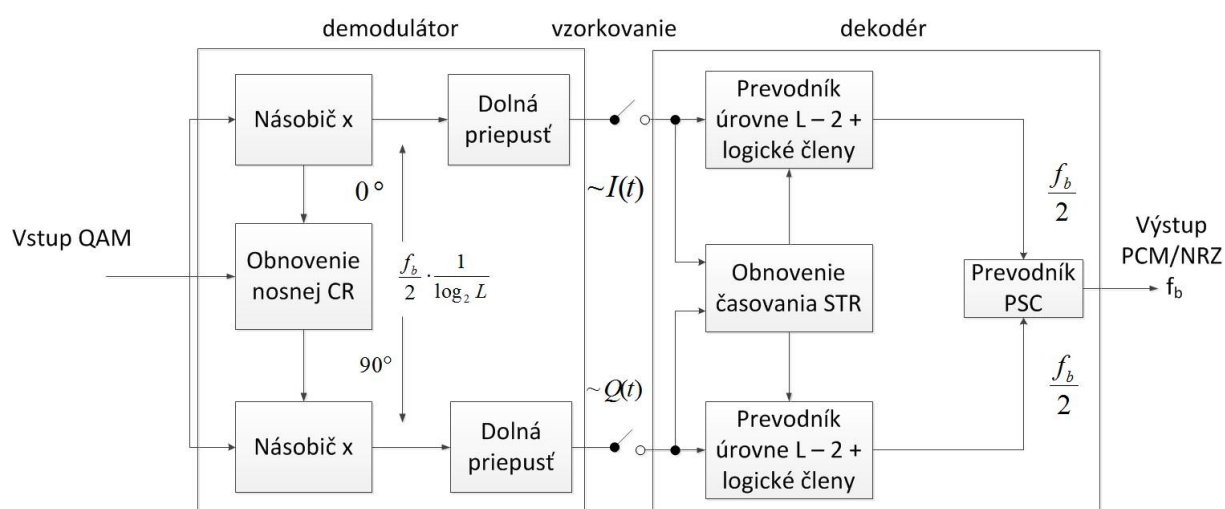 demodulátor
vzorkovanie
dekodér
Násobič x
Dolná
priepusť
Prevodník
úrovne L – 2 +
logické členy
0°
~I(t)
f_b/2
Vstup QAM
Obnovenie
nosnej CR
f_b/2 · 1/log₂ L
Obnovenie
časovania STR
Prevodník
PSC
Výstup
PCM/NRZ
f_b
90°
~Q(t)
f_b/2
Násobič x
Dolná
priepusť
Prevodník
úrovne L – 2 +
logické členy